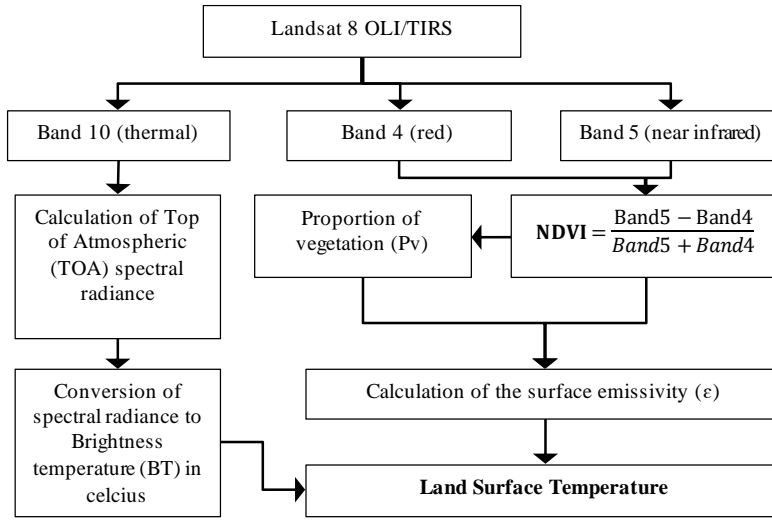 Landsat 8 OLI/TIRS
Band 10 (thermal)
Band 4 (red)
Band 5 (near infrared)
Calculation of Top
of Atmospheric
(TOA) spectral
radiance
Proportion of
vegetation (Pv)
NDVI = (Band5 − Band4) / (Band5 + Band4)
Conversion of
spectral radiance to
Brightness
temperature (BT) in
celcius
Calculation of the surface emissivity (ε)
Land Surface Temperature